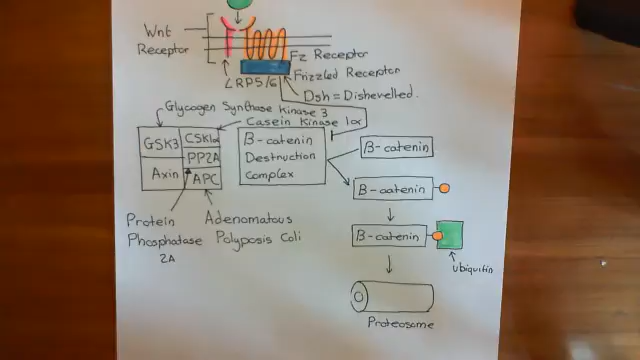 Wnt
Receptor
Fz Receptor
Frizzled Receptor
LRP5/6
Dsh = Dishevelled.
Glycogen Synthase Kinase 3
Casein Kinase 1α
GSK3
CSK1α
PP2A
Axin
APC
β-catenin
Destruction
Complex
β-catenin
β-catenin
β-catenin
Ubiquitin
Protein
Phosphatase
2A
Adenomatous
Polyposis Coli
Proteosome